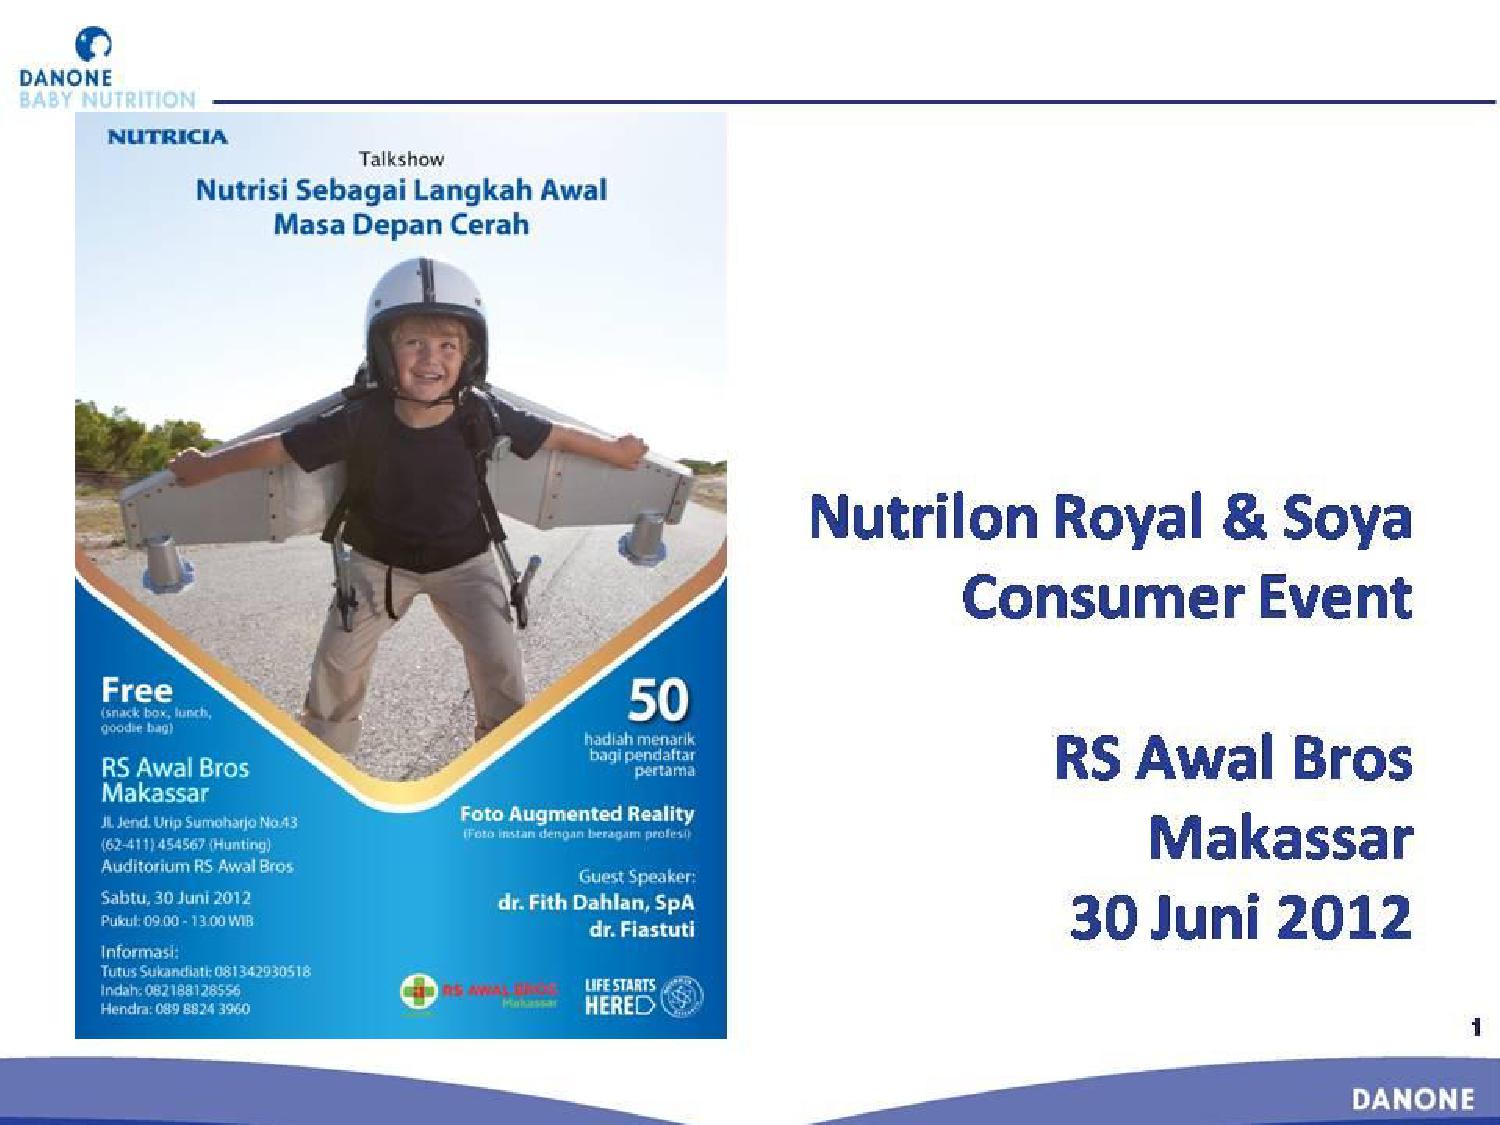 DANONE
BABY NUTRITION
NUTRICIA
Talkshow
Nutrisi Sebagai Langkah Awal
Masa Depan Cerah
Free
(snack box, lunch,
goodie bag)
RS Awal Bros
Makassar
Jl. Jend. Urip Sumoharjo No.43
(62-411) 454567 (Hunting)
Auditorium RS Awal Bros
Sabtu, 30 Juni 2012
Pukul: 09.00 - 13.00 WIB
Informasi:
Tutus Sukandiati: 081342930518
Indah: 082188128556
Hendra: 089 8824 3960
50
hadiah menarik
bagi pendaftar
pertama
Foto Augmented Reality
(Foto instan dengan beragam profesi)
Guest Speaker:
dr. Fith Dahlan, SpA
dr. Fiastuti
RS AWAL BROS
Makassar
LIFE STARTS
HERE
Nutrilon Royal & Soya
Consumer Event
RS Awal Bros
Makassar
30 Juni 2012
1
DANONE